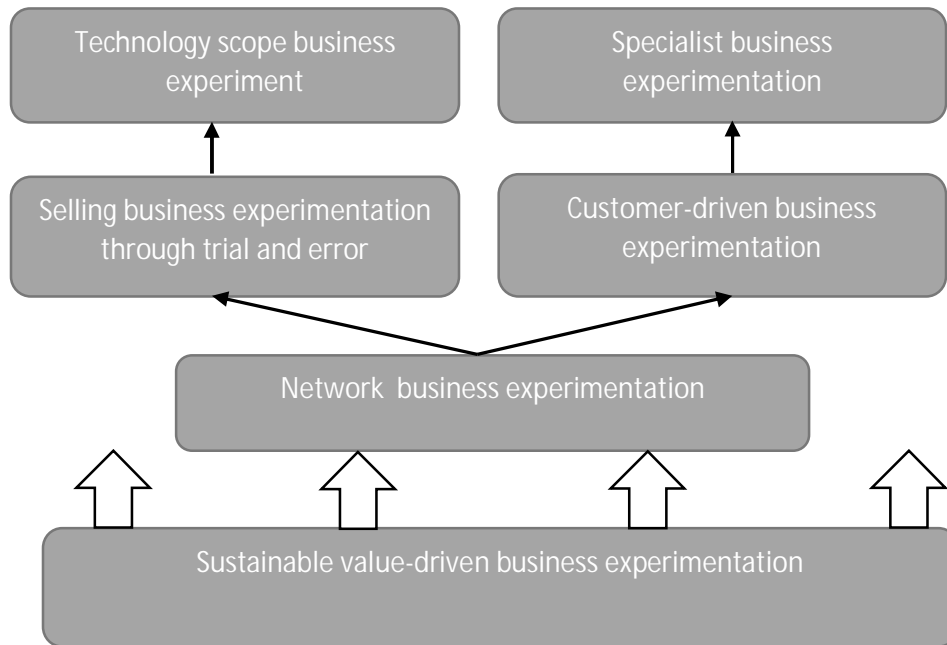 Technology scope business
experiment
Specialist business
experimentation
Selling business experimentation
through trial and error
Customer-driven business
experimentation
Network  business experimentation
Sustainable value-driven business experimentation